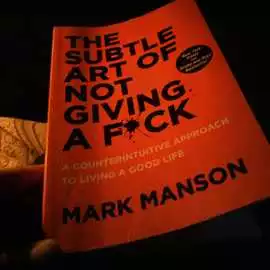 THE
SUBTLE
ART OF
NOT
GIVING
A F*CK
A COUNTERINTUITIVE APPROACH
TO LIVING A GOOD LIFE
MARK MANSON